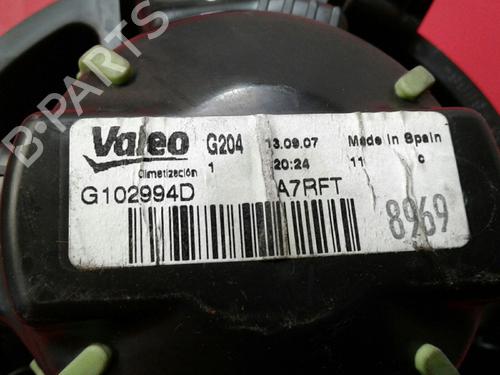 B-PARTS
Valeo G204 13.09.07 Made in Spain
Climatización 1 20:24 11 c
G102994D A7RFT
8969